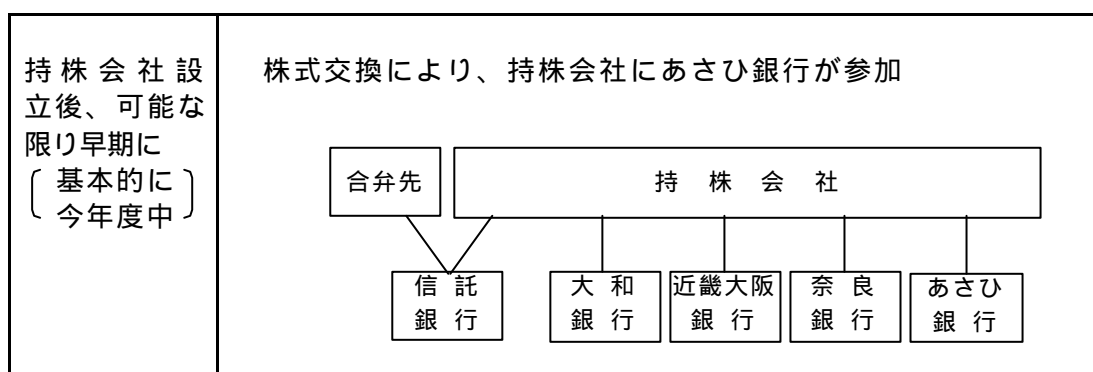 持株会社設
立後、可能な
限り早期に
基本的に
今年度中
株式交換により、持株会社にあさひ銀行が参加
合弁先
持株会社
信託
銀行
大和
銀行
近畿大阪
銀行
奈良
銀行
あさひ
銀行